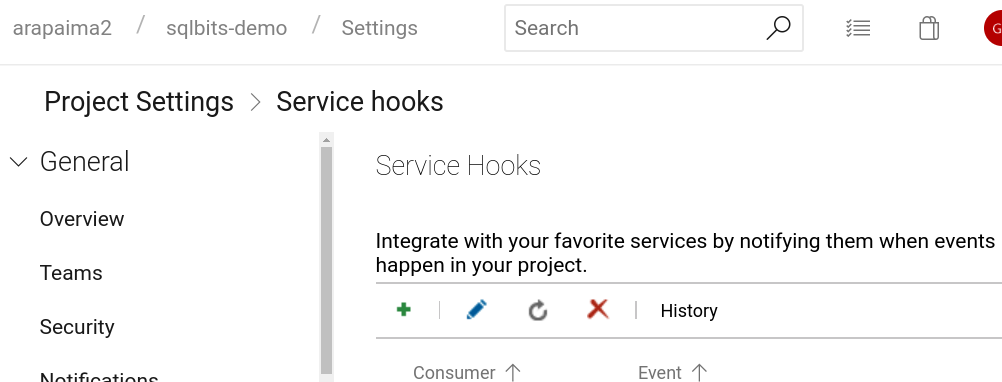 arapaima2 / sqlbits-demo / Settings
Search
G
Project Settings > Service hooks
General
Service Hooks
Overview
Integrate with your favorite services by notifying them when events
happen in your project.
Teams
History
Security
Notifications
Consumer ↑ Event ↑